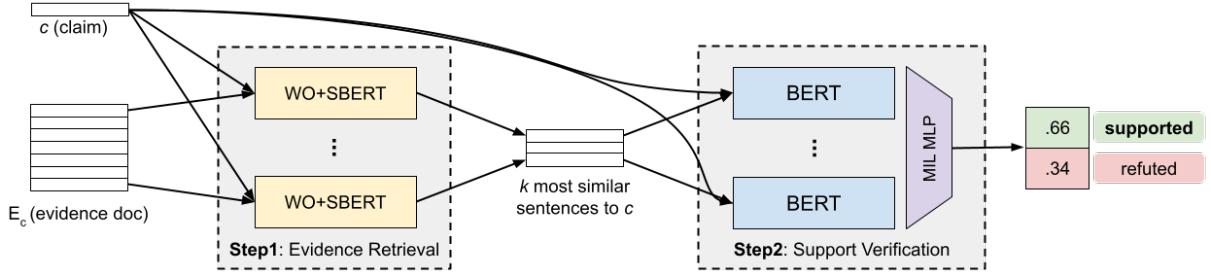 c (claim)
E_c (evidence doc)
WO+SBERT
...
WO+SBERT
Step1: Evidence Retrieval
k most similar
sentences to c
BERT
...
BERT
MIL MLP
Step2: Support Verification
.66
supported
.34
refuted